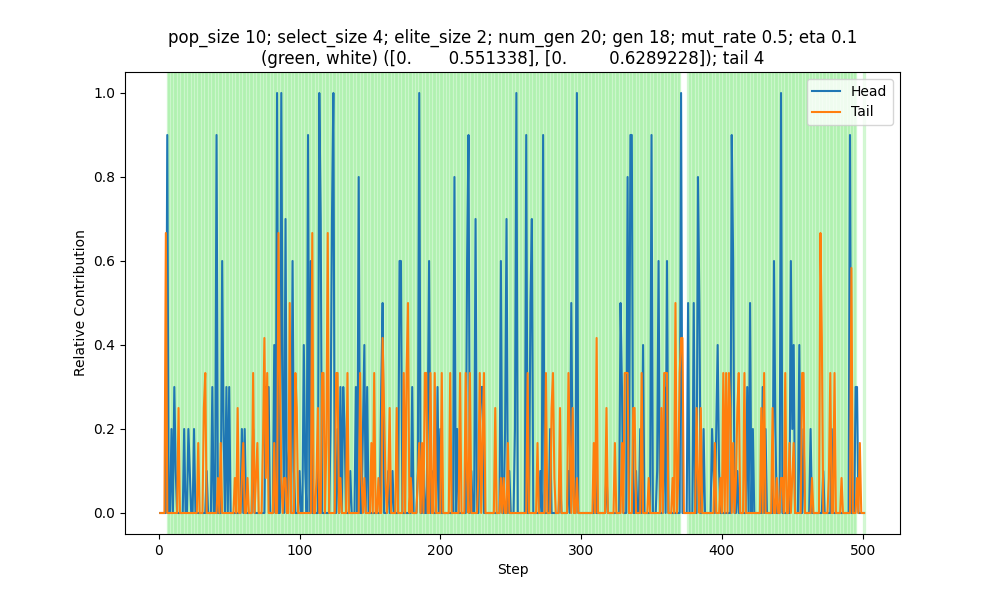 pop_size 10; select_size 4; elite_size 2; num_gen 20; gen 18; mut_rate 0.5; eta 0.1
(green, white) ([0.       0.551338], [0.        0.6289228]); tail 4
Head
Tail
1.0
0.8
0.6
0.4
0.2
0.0
Relative Contribution
0
100
200
300
400
500
Step